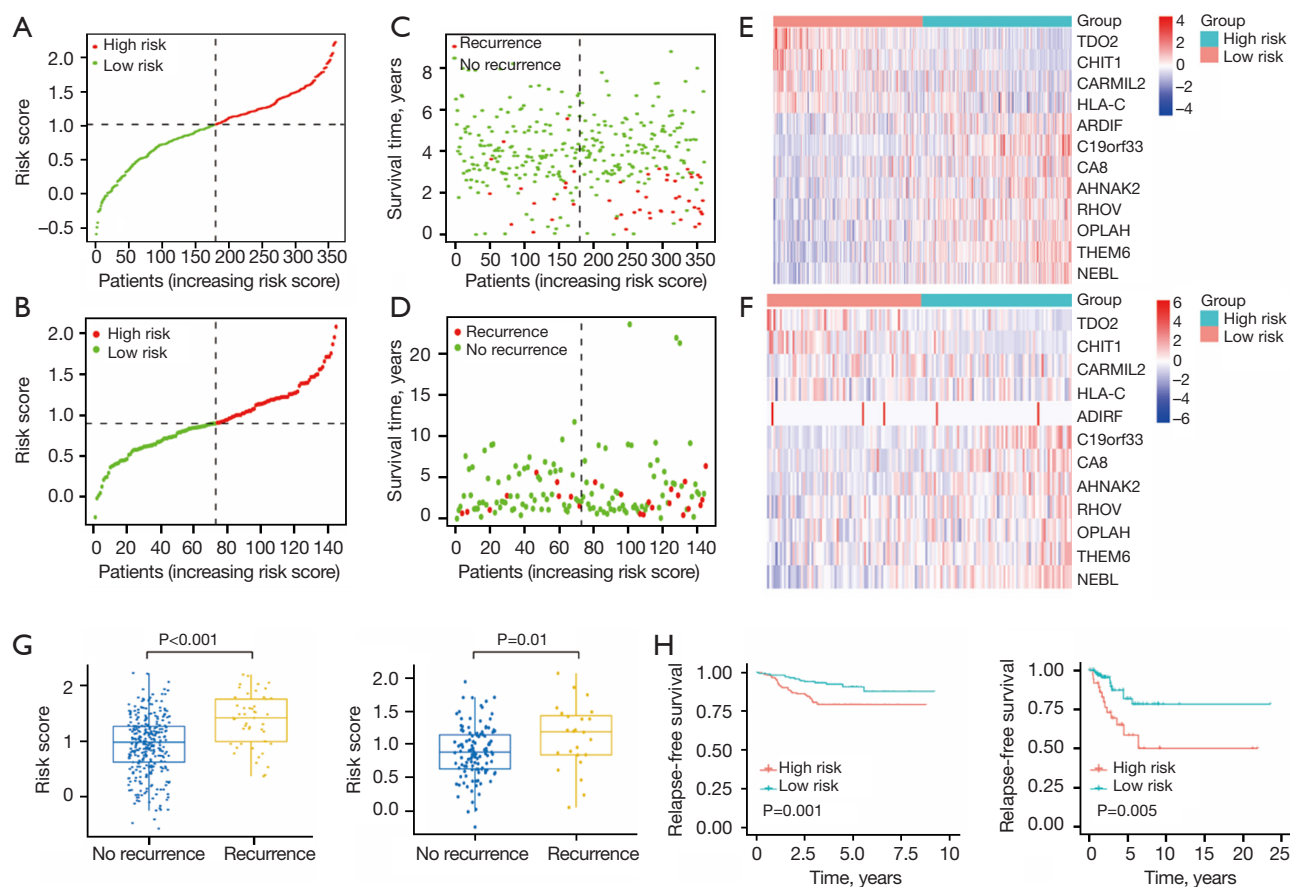 A
High risk
Low risk
2.0
1.5
1.0
0.5
0.0
−0.5
Risk score
0 50 100 150 200 250 300 350
Patients (increasing risk score)
B
High risk
Low risk
2.0
1.5
1.0
0.5
0.0
Risk score
0 20 40 60 80 100 120 140
Patients (increasing risk score)
C
Recurrence
No recurrence
8
6
4
2
0
Survival time, years
0 50 100 150 200 250 300 350
Patients (increasing risk score)
D
Recurrence
No recurrence
20
15
10
5
0
Survival time, years
0 20 40 60 80 100 120 140
Patients (increasing risk score)
E
Group
TDO2
CHIT1
CARMIL2
HLA-C
ARDIF
C19orf33
CA8
AHNAK2
RHOV
OPLAH
THEM6
NEBL
4
2
0
−2
−4
Group
High risk
Low risk
F
Group
TDO2
CHIT1
CARMIL2
HLA-C
ADIRF
C19orf33
CA8
AHNAK2
RHOV
OPLAH
THEM6
NEBL
6
4
2
0
−2
−4
−6
Group
High risk
Low risk
G
P<0.001
2
1
0
Risk score
No recurrence Recurrence
P=0.01
2.0
1.5
1.0
0.5
0.0
Risk score
No recurrence Recurrence
H
1.00
0.75
0.50
0.25
0.00
Relapse-free survival
High risk
Low risk
P=0.001
0 2.5 5.0 7.5 10
Time, years
1.00
0.75
0.50
0.25
0.00
Relapse-free survival
High risk
Low risk
P=0.005
0 5 10 15 20 25
Time, years